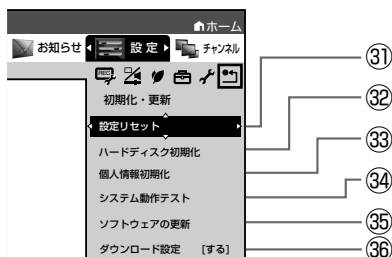 ホーム
お知らせ 設定 チャンネル
REC
初期化・更新
設定リセット ㉛
ハードディスク初期化 ㉜
個人情報初期化 ㉝
システム動作テスト ㉞
ソフトウェアの更新 ㉟
ダウンロード設定 [する] ㊱